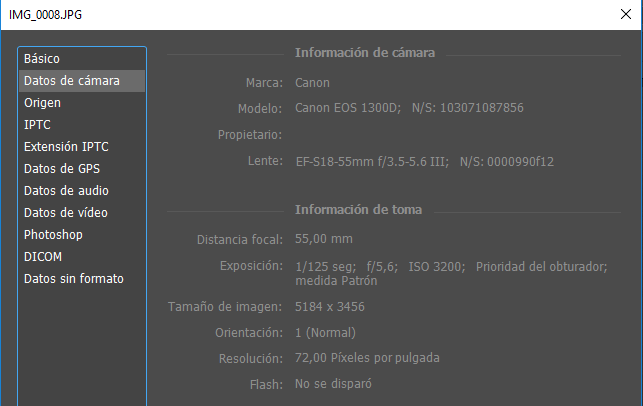 IMG_0008.JPG
Básico
Datos de cámara
Origen
IPTC
Extensión IPTC
Datos de GPS
Datos de audio
Datos de vídeo
Photoshop
DICOM
Datos sin formato
Información de cámara
Marca: Canon
Modelo: Canon EOS 1300D; N/S: 103071087856
Propietario:
Lente: EF-S18-55mm f/3.5-5.6 III; N/S: 0000990f12
Información de toma
Distancia focal: 55,00 mm
Exposición: 1/125 seg; f/5,6; ISO 3200; Prioridad del obturador;
medida Patrón
Tamaño de imagen: 5184 x 3456
Orientación: 1 (Normal)
Resolución: 72,00 Píxeles por pulgada
Flash: No se disparó